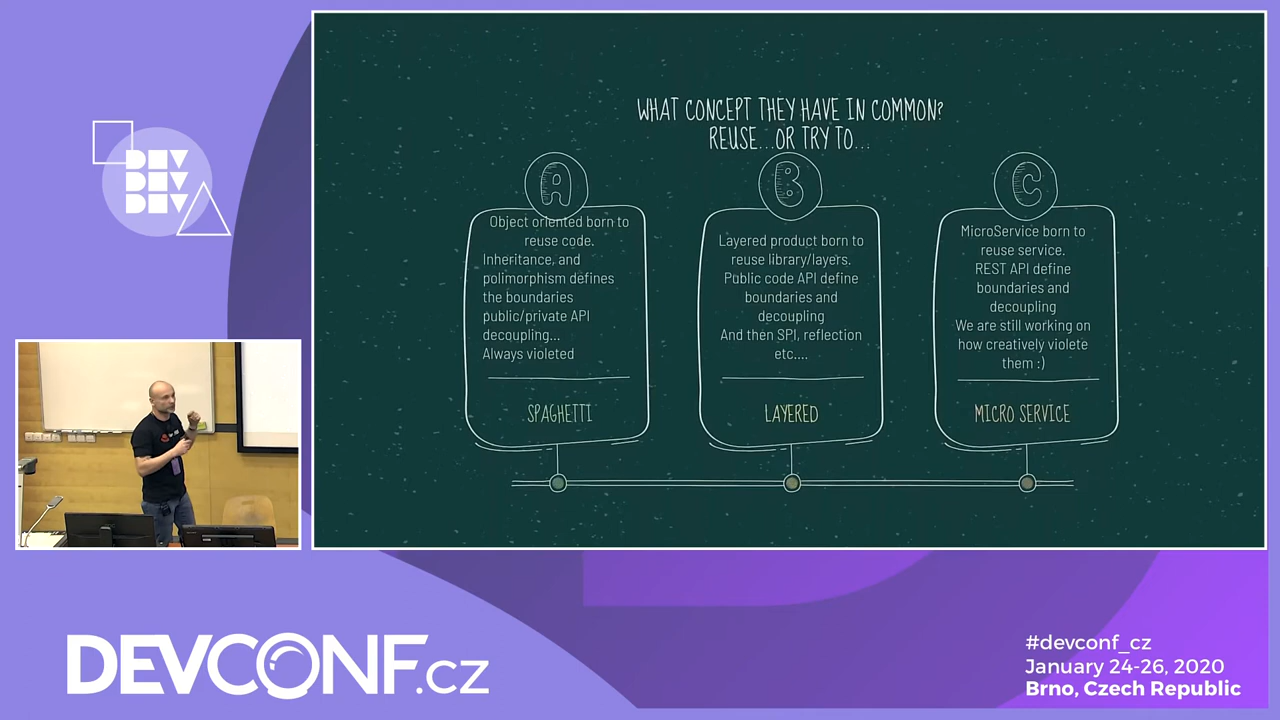 DEV
DEV
DEV
WHAT CONCEPT THEY HAVE IN COMMON?
REUSE...OR TRY TO...
A
Object oriented born to
reuse code.
Inheritance, and
polimorphism defines
the boundaries
public/private API
decoupling...
Always violeted
SPAGHETTI
B
Layered product born to
reuse library/layers.
Public code API define
boundaries and
decoupling
And then SPI, reflection
etc....
LAYERED
C
MicroService born to
reuse service.
REST API define
boundaries and
decoupling
We are still working on
how creatively violete
them :)
MICRO SERVICE
DEVCONF.cz
#devconf_cz
January 24-26, 2020
Brno, Czech Republic